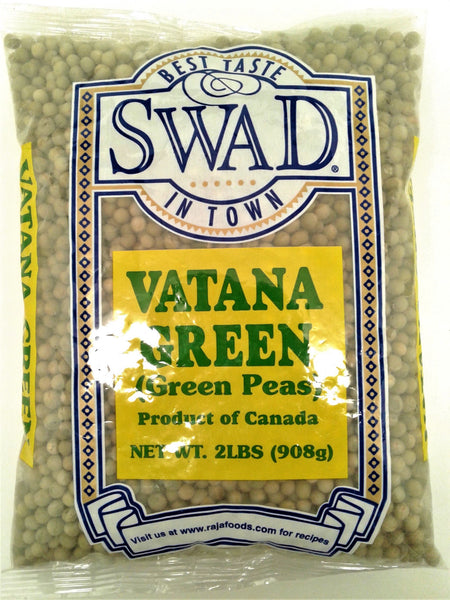 BEST TASTE
SWAD®
IN TOWN
VATANA
GREEN
(Green Peas)
Product of Canada
NET WT. 2LBS (908g)
Visit us at www.rajafoods.com for recipes
VATANA GREEN